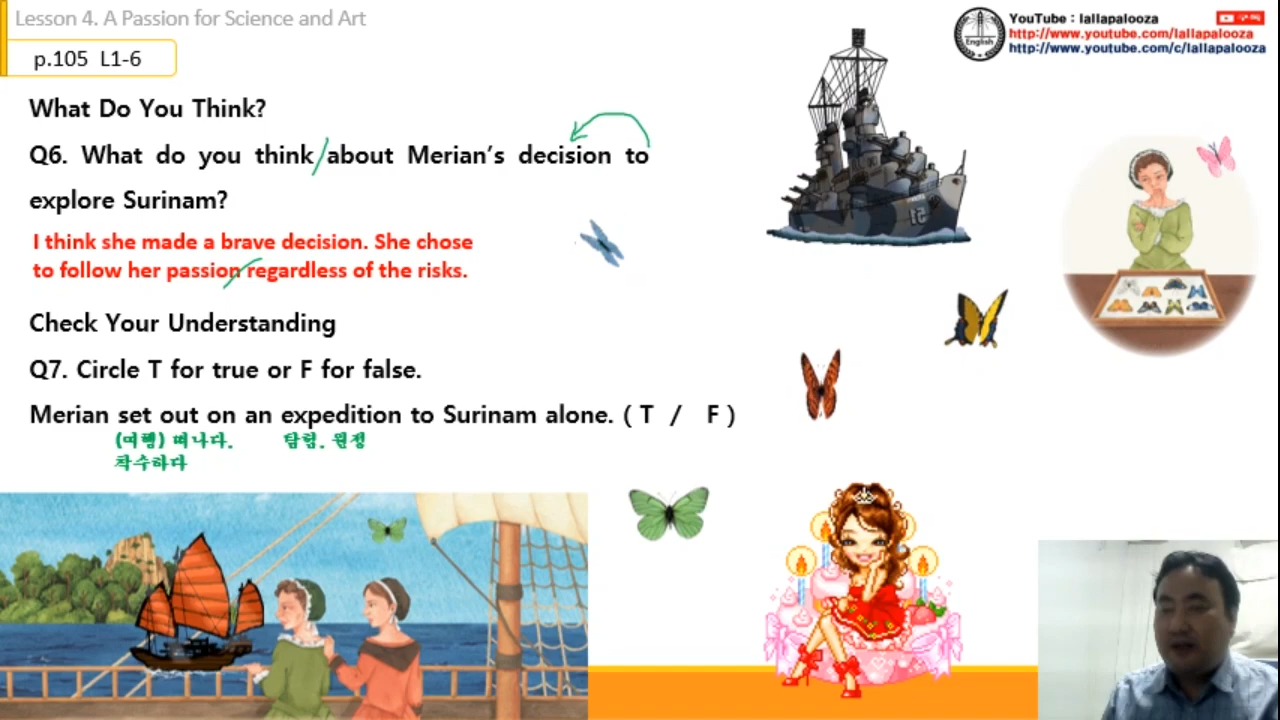 Lesson 4. A Passion for Science and Art
p.105 L1-6
YouTube : lallapalooza
구독
http://www.youtube.com/lallapalooza
http://www.youtube.com/c/lallapalooza
English
What Do You Think?
Q6. What do you think about Merian's decision to
explore Surinam?
I think she made a brave decision. She chose
to follow her passion regardless of the risks.
Check Your Understanding
Q7. Circle T for true or F for false.
Merian set out on an expedition to Surinam alone. ( T / F )
(여행) 떠나다. 탐험. 원정
착수하다